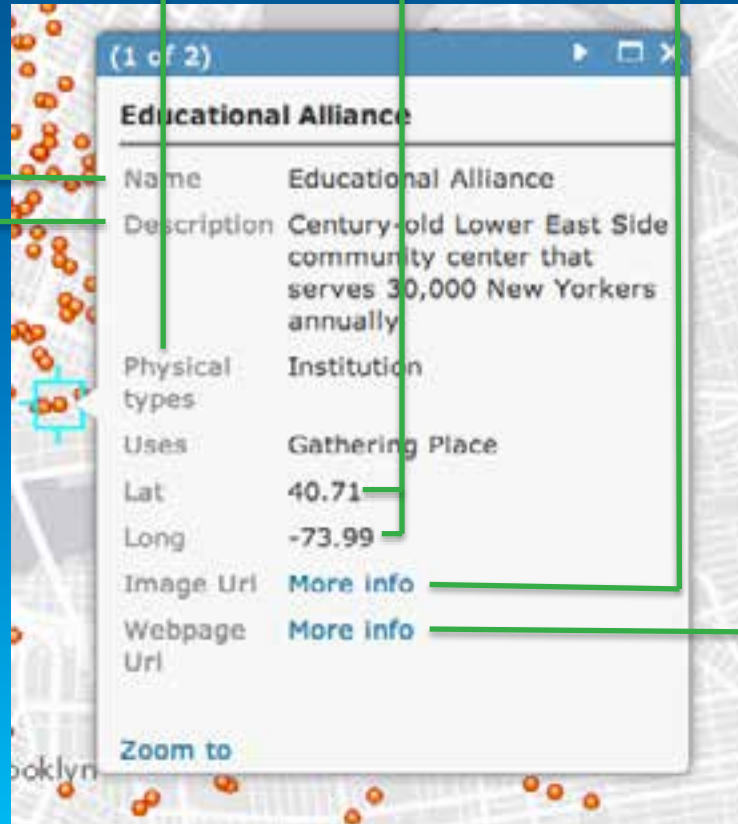 (1 of 2)
Educational Alliance
Name Educational Alliance
Description Century-old Lower East Side
community center that
serves 30,000 New Yorkers
annually
Physical Institution
types
Uses Gathering Place
Lat 40.71
Long -73.99
Image Url More info
Webpage More info
Url
Zoom to
ooklyn